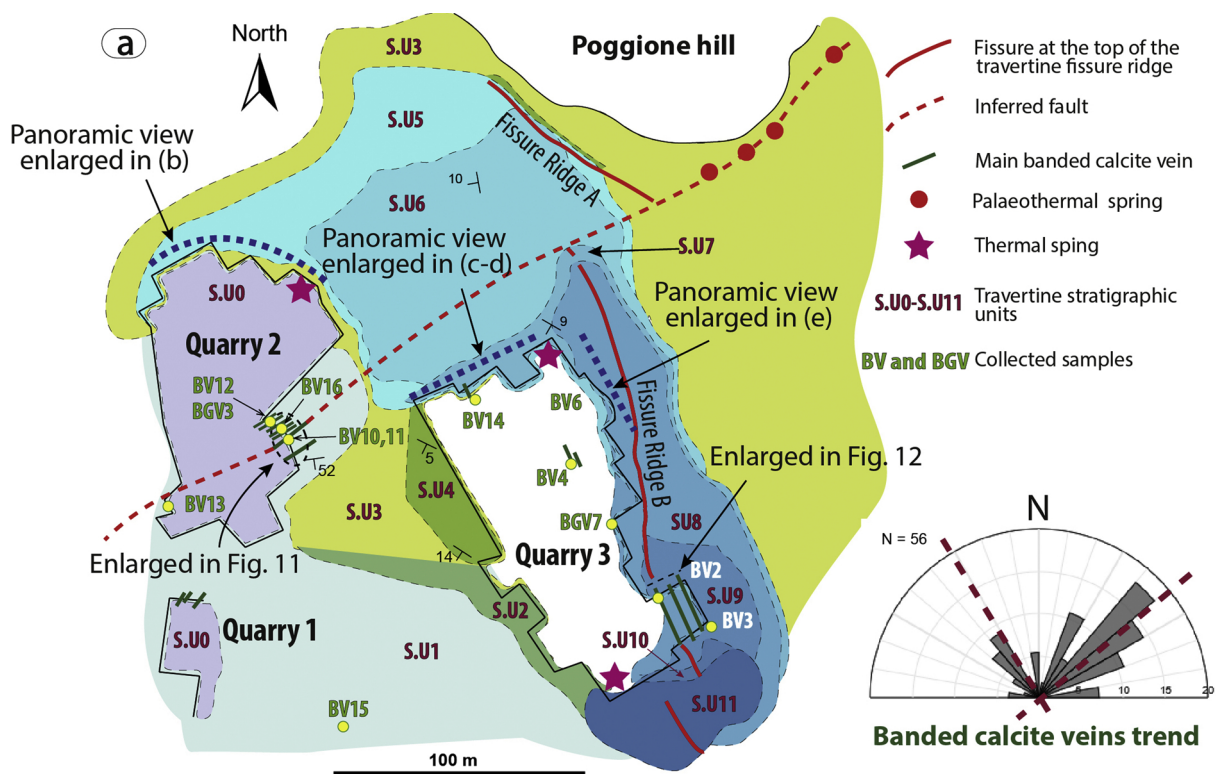 a
North
S.U3
Poggione hill
Fissure at the top of the
travertine fissure ridge
Inferred fault
Main banded calcite vein
Palaeothermal spring
Thermal sping
S.U0-S.U11 Travertine stratigraphic
units
BV and BGV Collected samples
Panoramic view
enlarged in (b)
S.U5
Fissure Ridge A
10
S.U6
Panoramic view
enlarged in (c-d)
S.U7
Panoramic view
enlarged in (e)
S.U0
Quarry 2
9
BV12
BGV3
BV16
BV10,11
52
BV13
BV14
BV6
Fissure Ridge B
5
BV4
Enlarged in Fig. 12
S.U4
S.U3
BGV7
SU8
14
Quarry 3
Enlarged in Fig. 11
BV2
S.U9
BV3
S.U2
S.U0
Quarry 1
S.U1
S.U10
S.U11
BV15
100 m
N
N = 56
5
10
15
20
Banded calcite veins trend